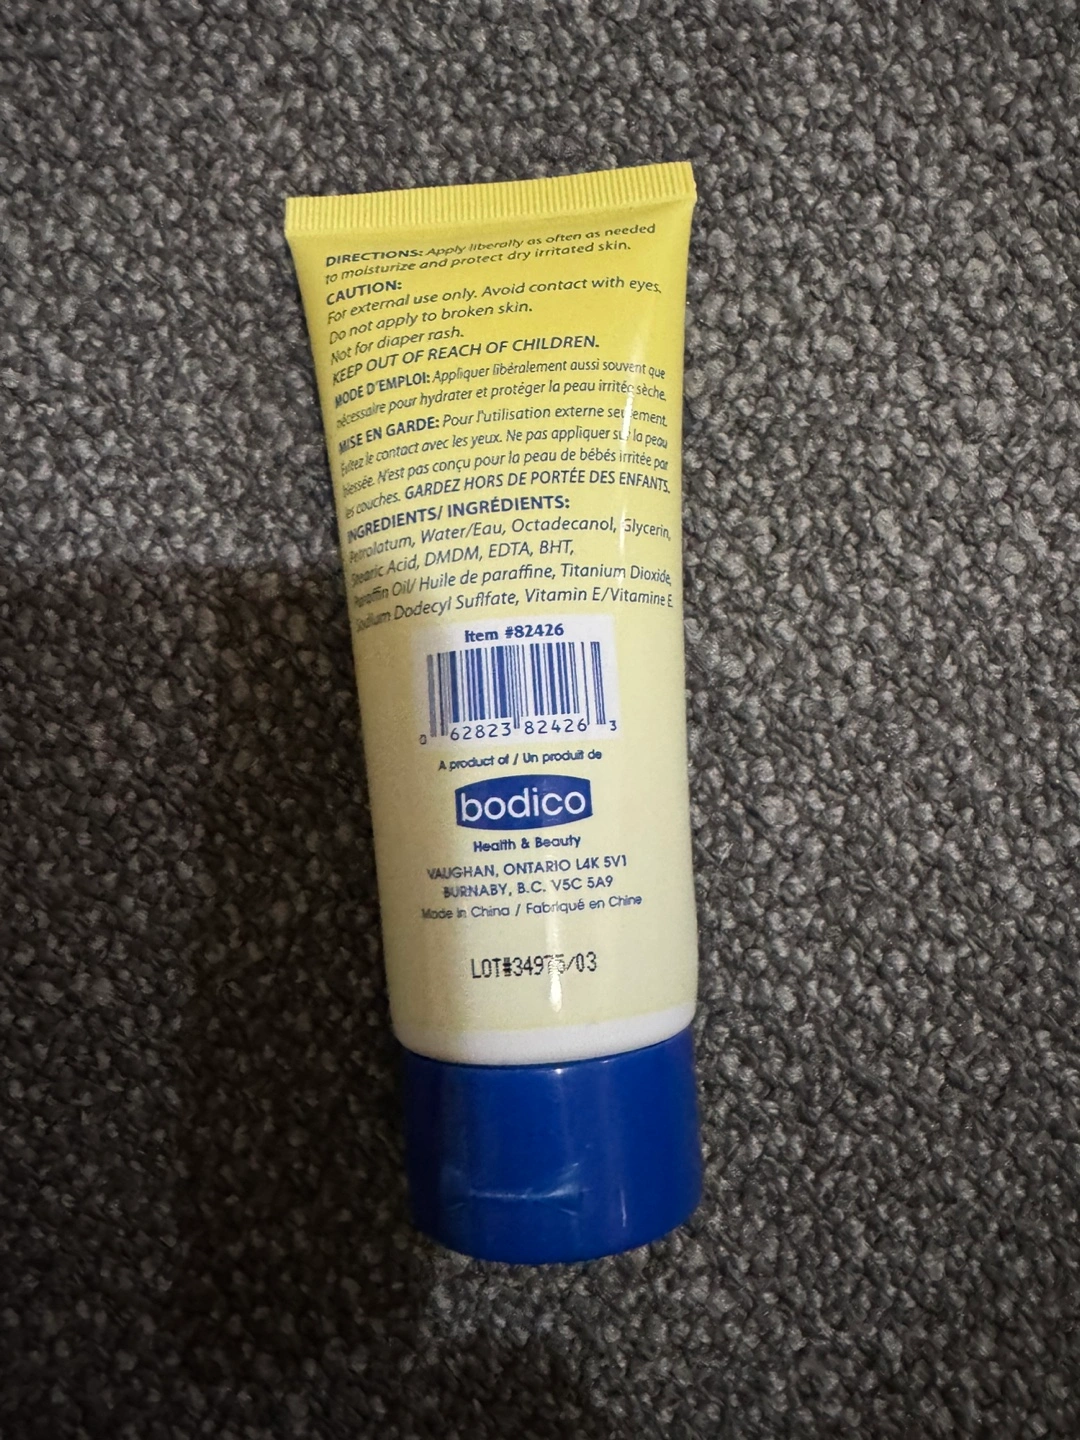 DIRECTIONS: Apply liberally as often as needed
to moisturize and protect dry irritated skin.
CAUTION:
For external use only. Avoid contact with eyes.
Do not apply to broken skin.
Not for diaper rash.
KEEP OUT OF REACH OF CHILDREN.
MODE D'EMPLOI: Appliquer libéralement aussi souvent que
nécessaire pour hydrater et protéger la peau irritée sèche.
MISE EN GARDE: Pour l'utilisation externe seulement.
Évitez le contact avec les yeux. Ne pas appliquer sur la peau
blessée. N'est pas conçu pour la peau de bébés irritée par
les couches. GARDEZ HORS DE PORTÉE DES ENFANTS.
INGREDIENTS/ INGRÉDIENTS:
Petrolatum, Water/Eau, Octadecanol, Glycerin,
Stearic Acid, DMDM, EDTA, BHT,
Paraffin Oil/ Huile de paraffine, Titanium Dioxide,
Sodium Dodecyl Suflfate, Vitamin E/Vitamine E
Item #82426
0 62823 82426 3
A product of / Un produit de
bodico
Health & Beauty
VAUGHAN, ONTARIO L4K 5V1
BURNABY, B.C. V5C 5A9
Made in China / Fabriqué en Chine
LOT#34975/03